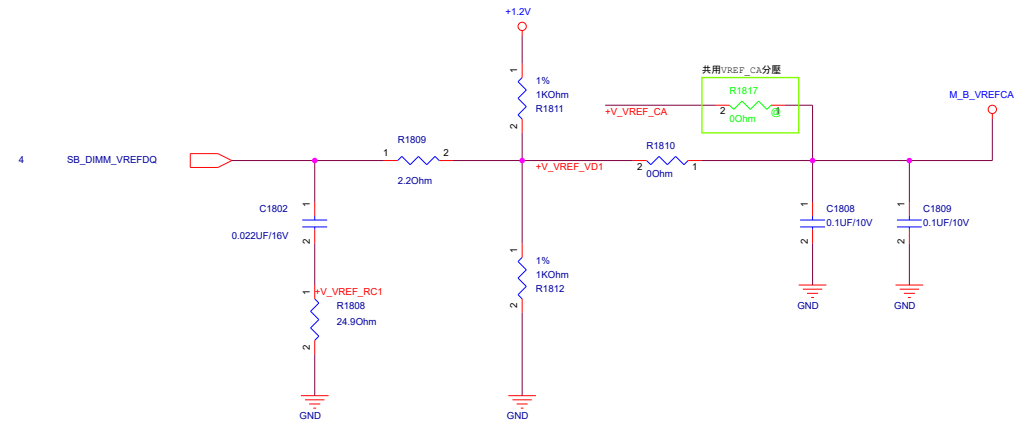 +1.2V
共用VREF_CA分壓
1
1%
1KOhm
R1811
2
R1817
2
1
@
0Ohm
+V_VREF_CA
M_B_VREFCA
4
SB_DIMM_VREFDQ
R1809
1
2
2.2Ohm
+V_VREF_VD1
R1810
2
1
0Ohm
C1802
1
2
0.022UF/16V
1
1%
1KOhm
R1812
2
1
C1808
0.1UF/10V
2
1
C1809
0.1UF/10V
2
GND
GND
1
+V_VREF_RC1
R1808
24.9Ohm
2
GND
GND